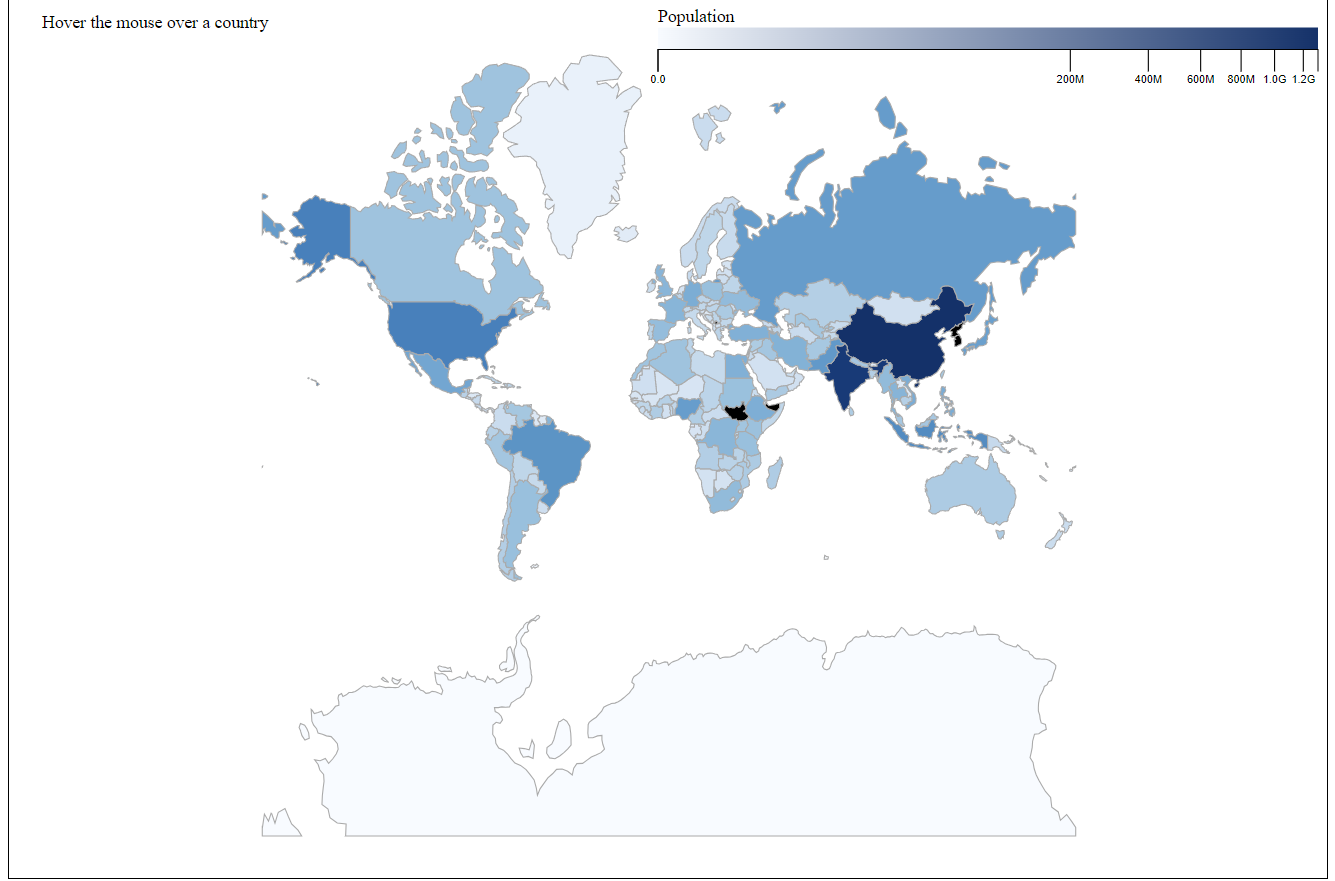 Hover the mouse over a country
Population
0.0 200M 400M 600M 800M 1.0G 1.2G